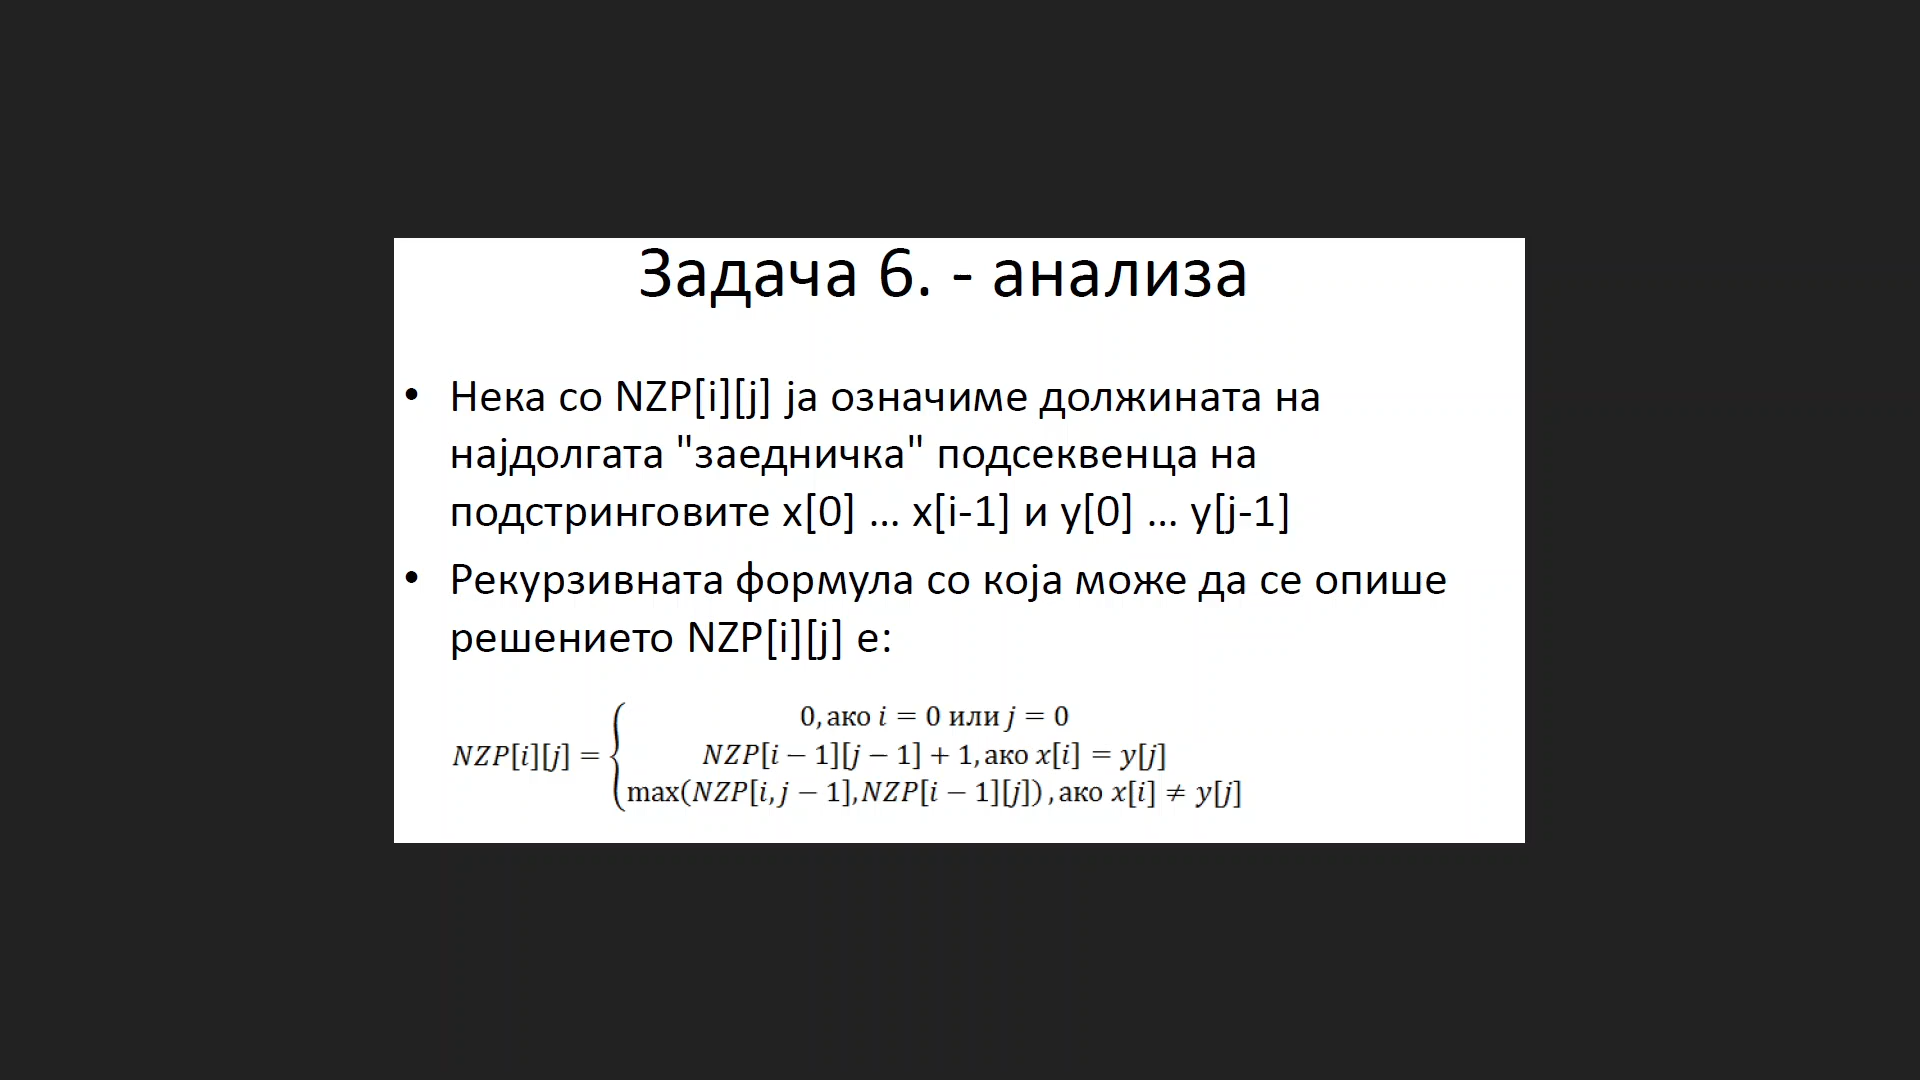 Задача 6. - анализа
• Нека со NZP[i][j] ја означиме должината на
најдолгата "заедничка" подсеквенца на
подстринговите x[0] ... x[i-1] и y[0] ... y[j-1]
• Рекурзивната формула со која може да се опише
решението NZP[i][j] е:
0, ако i = 0 или j = 0
NZP[i][j] = { NZP[i − 1][j − 1] + 1, ако x[i] = y[j]
max(NZP[i, j − 1], NZP[i − 1][j]) , ако x[i] ≠ y[j]